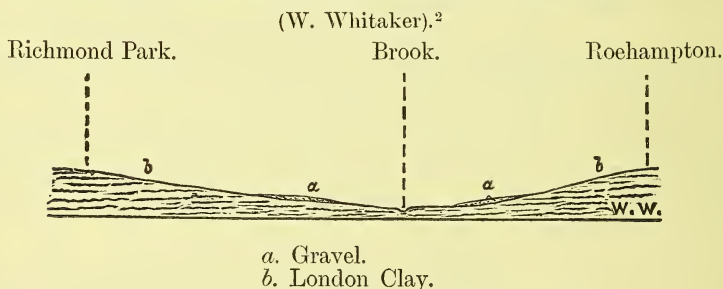 (W. Whitaker).²
Richmond Park. Brook. Roehampton.
b a a b
W. W.
a. Gravel.
b. London Clay.